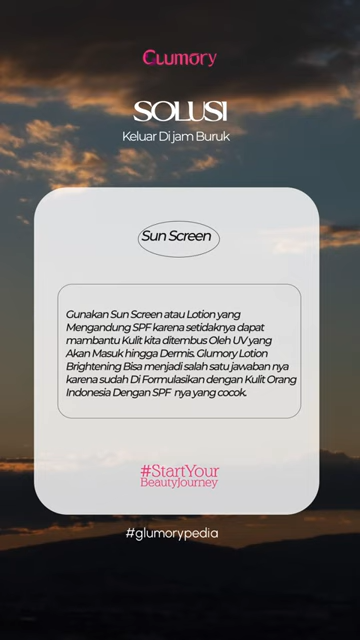 Glumory
SOLUSI
Keluar Di jam Buruk
Sun Screen
Gunakan Sun Screen atau Lotion yang
Mengandung SPF karena setidaknya dapat
mambantu Kulit kita ditembus Oleh UV yang
Akan Masuk hingga Dermis. Glumory Lotion
Brightening Bisa menjadi salah satu jawaban nya
karena sudah Di Formulasikan dengan Kulit Orang
Indonesia Dengan SPF nya yang cocok.
#StartYour
BeautyJourney
#glumorypedia